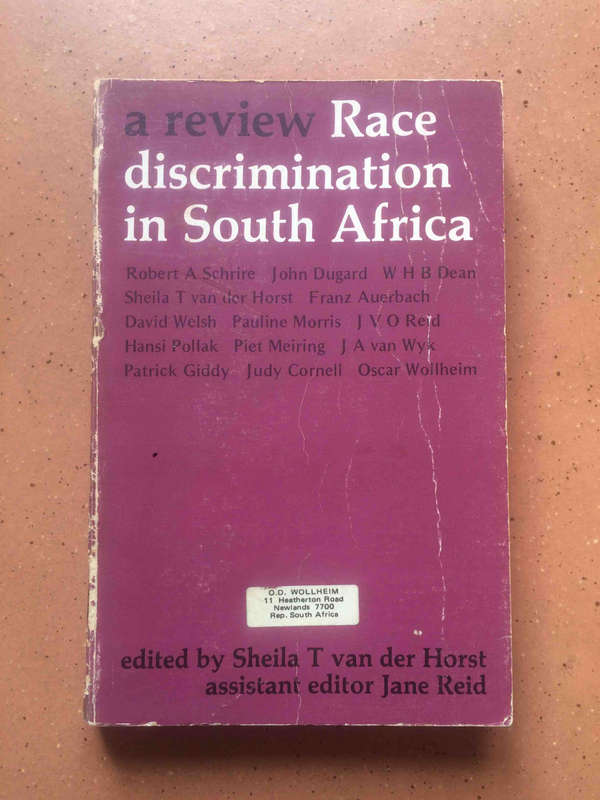 a review Race
discrimination
in South Africa
Robert A Schrire John Dugard W H B Dean
Sheila T van der Horst Franz Auerbach
David Welsh Pauline Morris J V O Reid
Hansi Pollak Piet Meiring J A van Wyk
Patrick Giddy Judy Cornell Oscar Wollheim
O.D. WOLLHEIM
11 Heatherton Road
Newlands 7700
Rep. South Africa
edited by Sheila T van der Horst
assistant editor Jane Reid